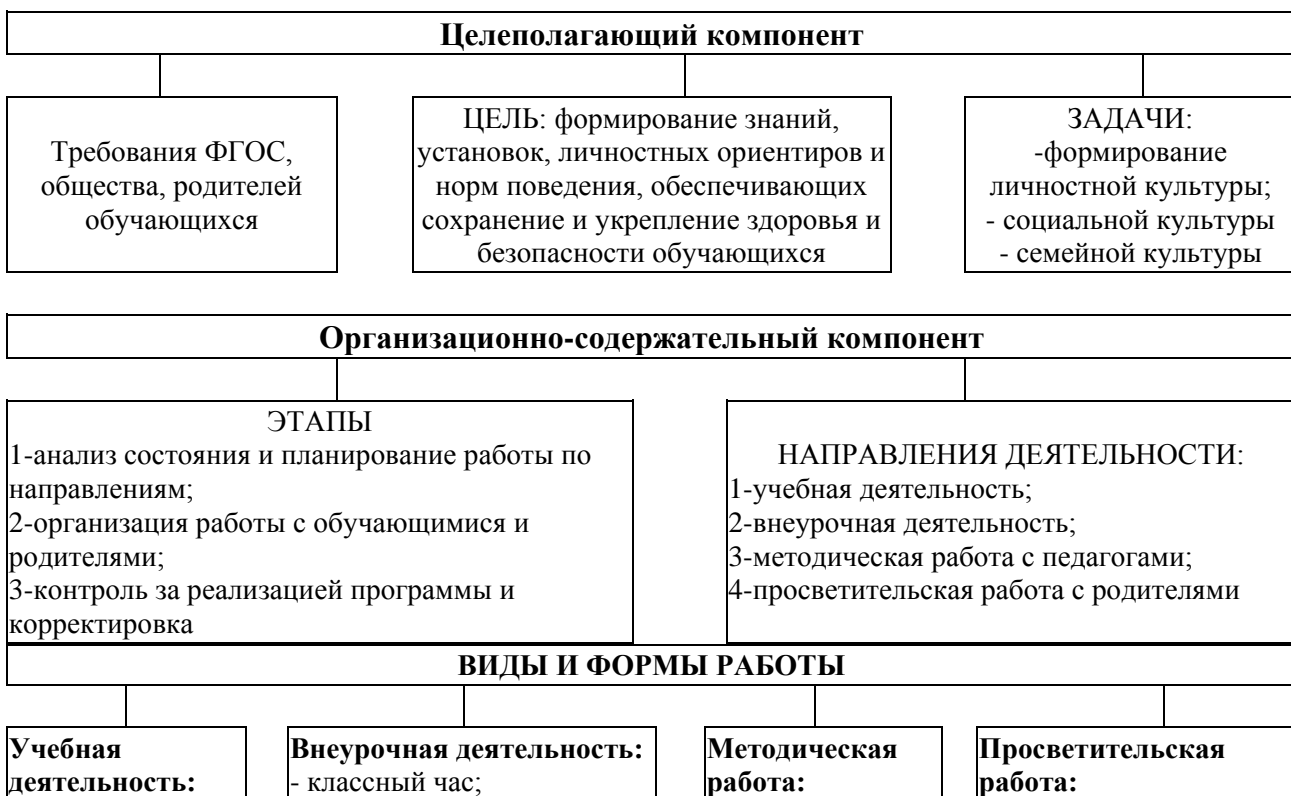 Целеполагающий компонент
Требования ФГОС,
общества, родителей
обучающихся
ЦЕЛЬ: формирование знаний,
установок, личностных ориентиров и
норм поведения, обеспечивающих
сохранение и укрепление здоровья и
безопасности обучающихся
ЗАДАЧИ:
-формирование
личностной культуры;
- социальной культуры
- семейной культуры
Организационно-содержательный компонент
ЭТАПЫ
1-анализ состояния и планирование работы по
направлениям;
2-организация работы с обучающимися и
родителями;
3-контроль за реализацией программы и
корректировка
НАПРАВЛЕНИЯ ДЕЯТЕЛЬНОСТИ:
1-учебная деятельность;
2-внеурочная деятельность;
3-методическая работа с педагогами;
4-просветительская работа с родителями
ВИДЫ И ФОРМЫ РАБОТЫ
Учебная
деятельность:
Внеурочная деятельность:
- классный час;
Методическая
работа:
Просветительская
работа: